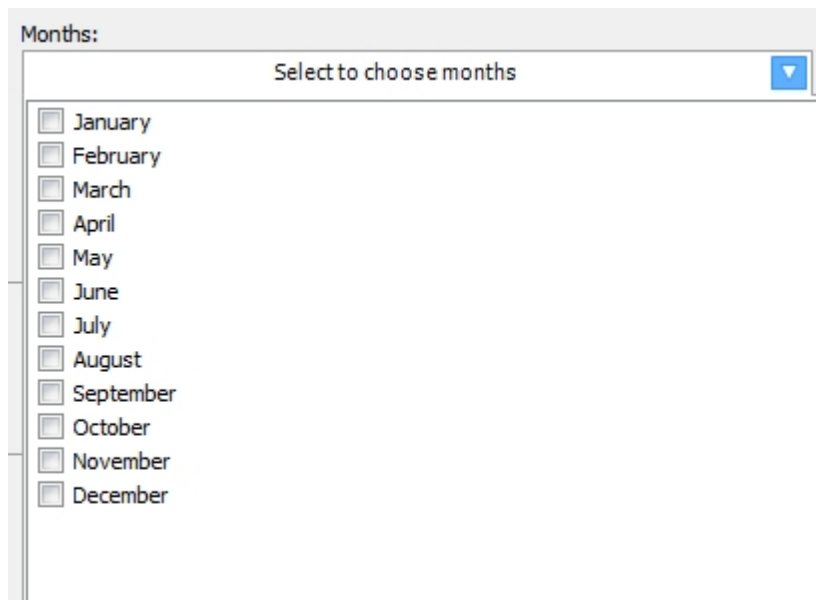 Months:
Select to choose months
January
February
March
April
May
June
July
August
September
October
November
December